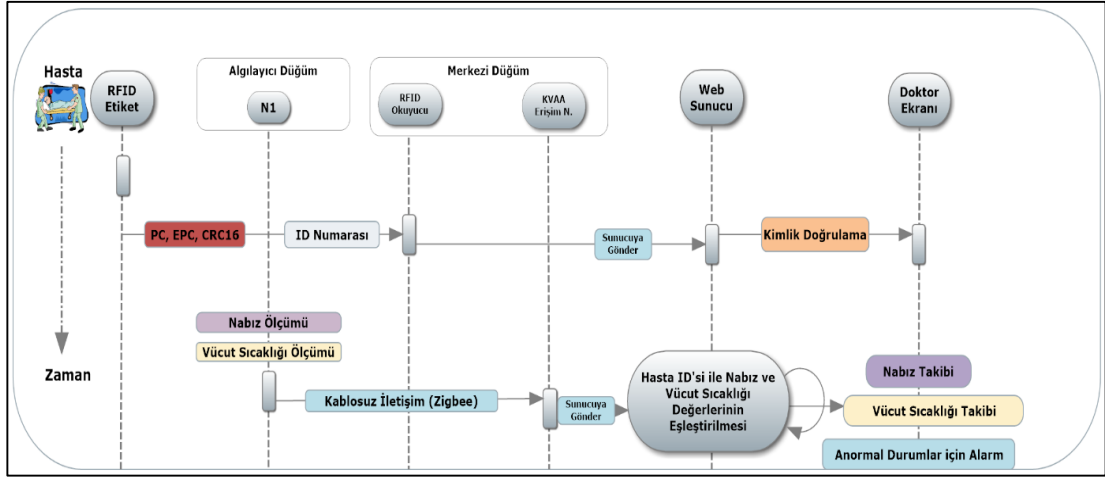 Hasta
RFID
Etiket
Algılayıcı Düğüm
N1
Merkezi Düğüm
RFID
Okuyucu
KVAA
Erişim N.
Web
Sunucu
Doktor
Ekranı
PC, EPC, CRC16
ID Numarası
Sunucuya
Gönder
Kimlik Doğrulama
Nabız Ölçümü
Vücut Sıcaklığı Ölçümü
Zaman
Kablosuz İletişim (Zigbee)
Sunucuya
Gönder
Hasta ID'si ile Nabız ve
Vücut Sıcaklığı
Değerlerinin
Eşleştirilmesi
Nabız Takibi
Vücut Sıcaklığı Takibi
Anormal Durumlar için Alarm